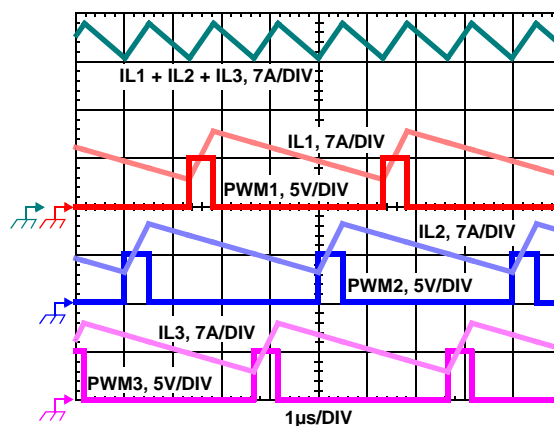 IL1 + IL2 + IL3, 7A/DIV
IL1, 7A/DIV
PWM1, 5V/DIV
IL2, 7A/DIV
PWM2, 5V/DIV
IL3, 7A/DIV
PWM3, 5V/DIV
1µs/DIV